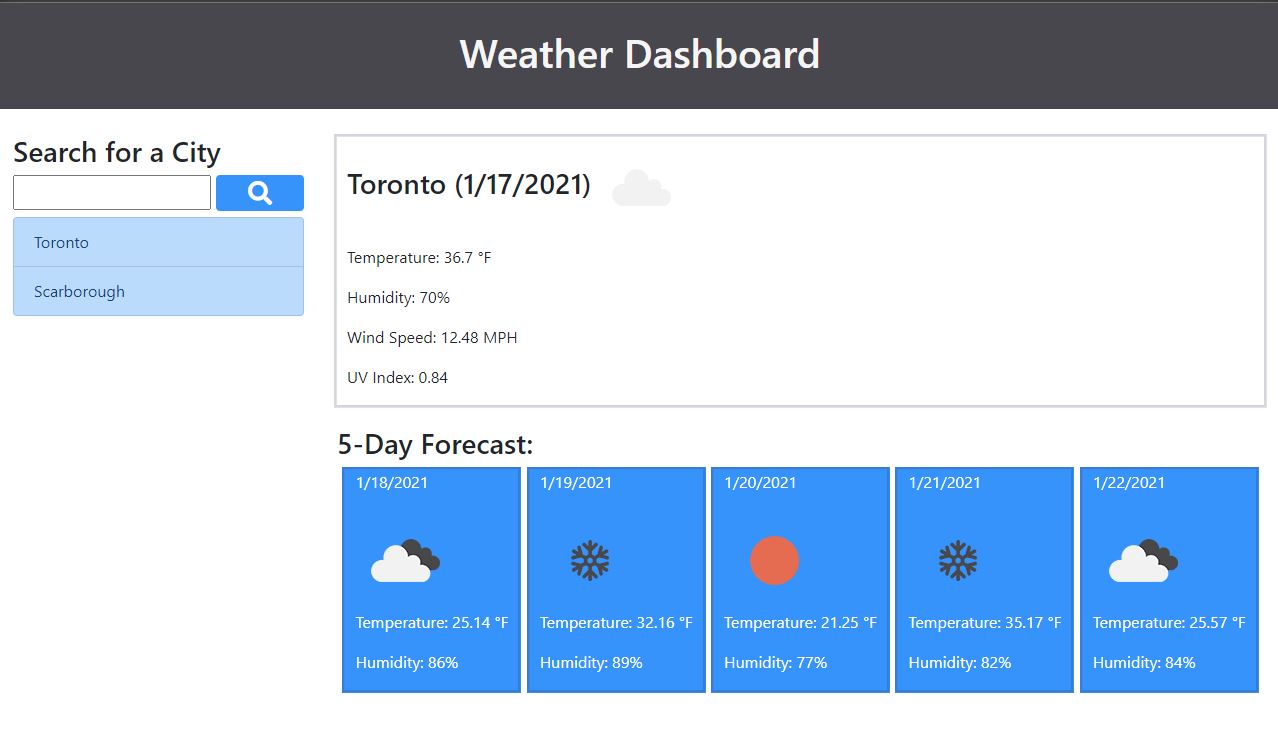 Weather Dashboard
Search for a City
Toronto
Scarborough
Toronto (1/17/2021)
Temperature: 36.7 °F
Humidity: 70%
Wind Speed: 12.48 MPH
UV Index: 0.84
5-Day Forecast:
1/18/2021
Temperature: 25.14 °F
Humidity: 86%
1/19/2021
Temperature: 32.16 °F
Humidity: 89%
1/20/2021
Temperature: 21.25 °F
Humidity: 77%
1/21/2021
Temperature: 35.17 °F
Humidity: 82%
1/22/2021
Temperature: 25.57 °F
Humidity: 84%